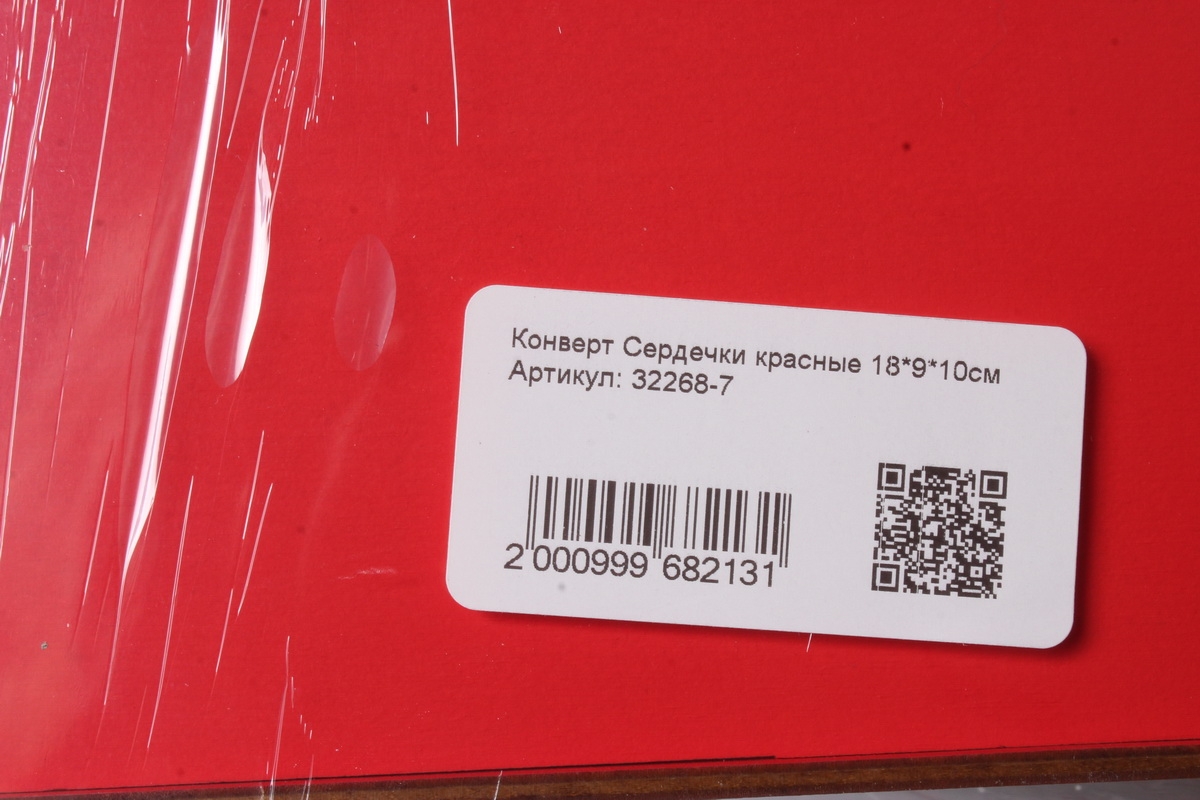 Конверт Сердечки красные 18*9*10см
Артикул: 32268-7
2 000999 682131